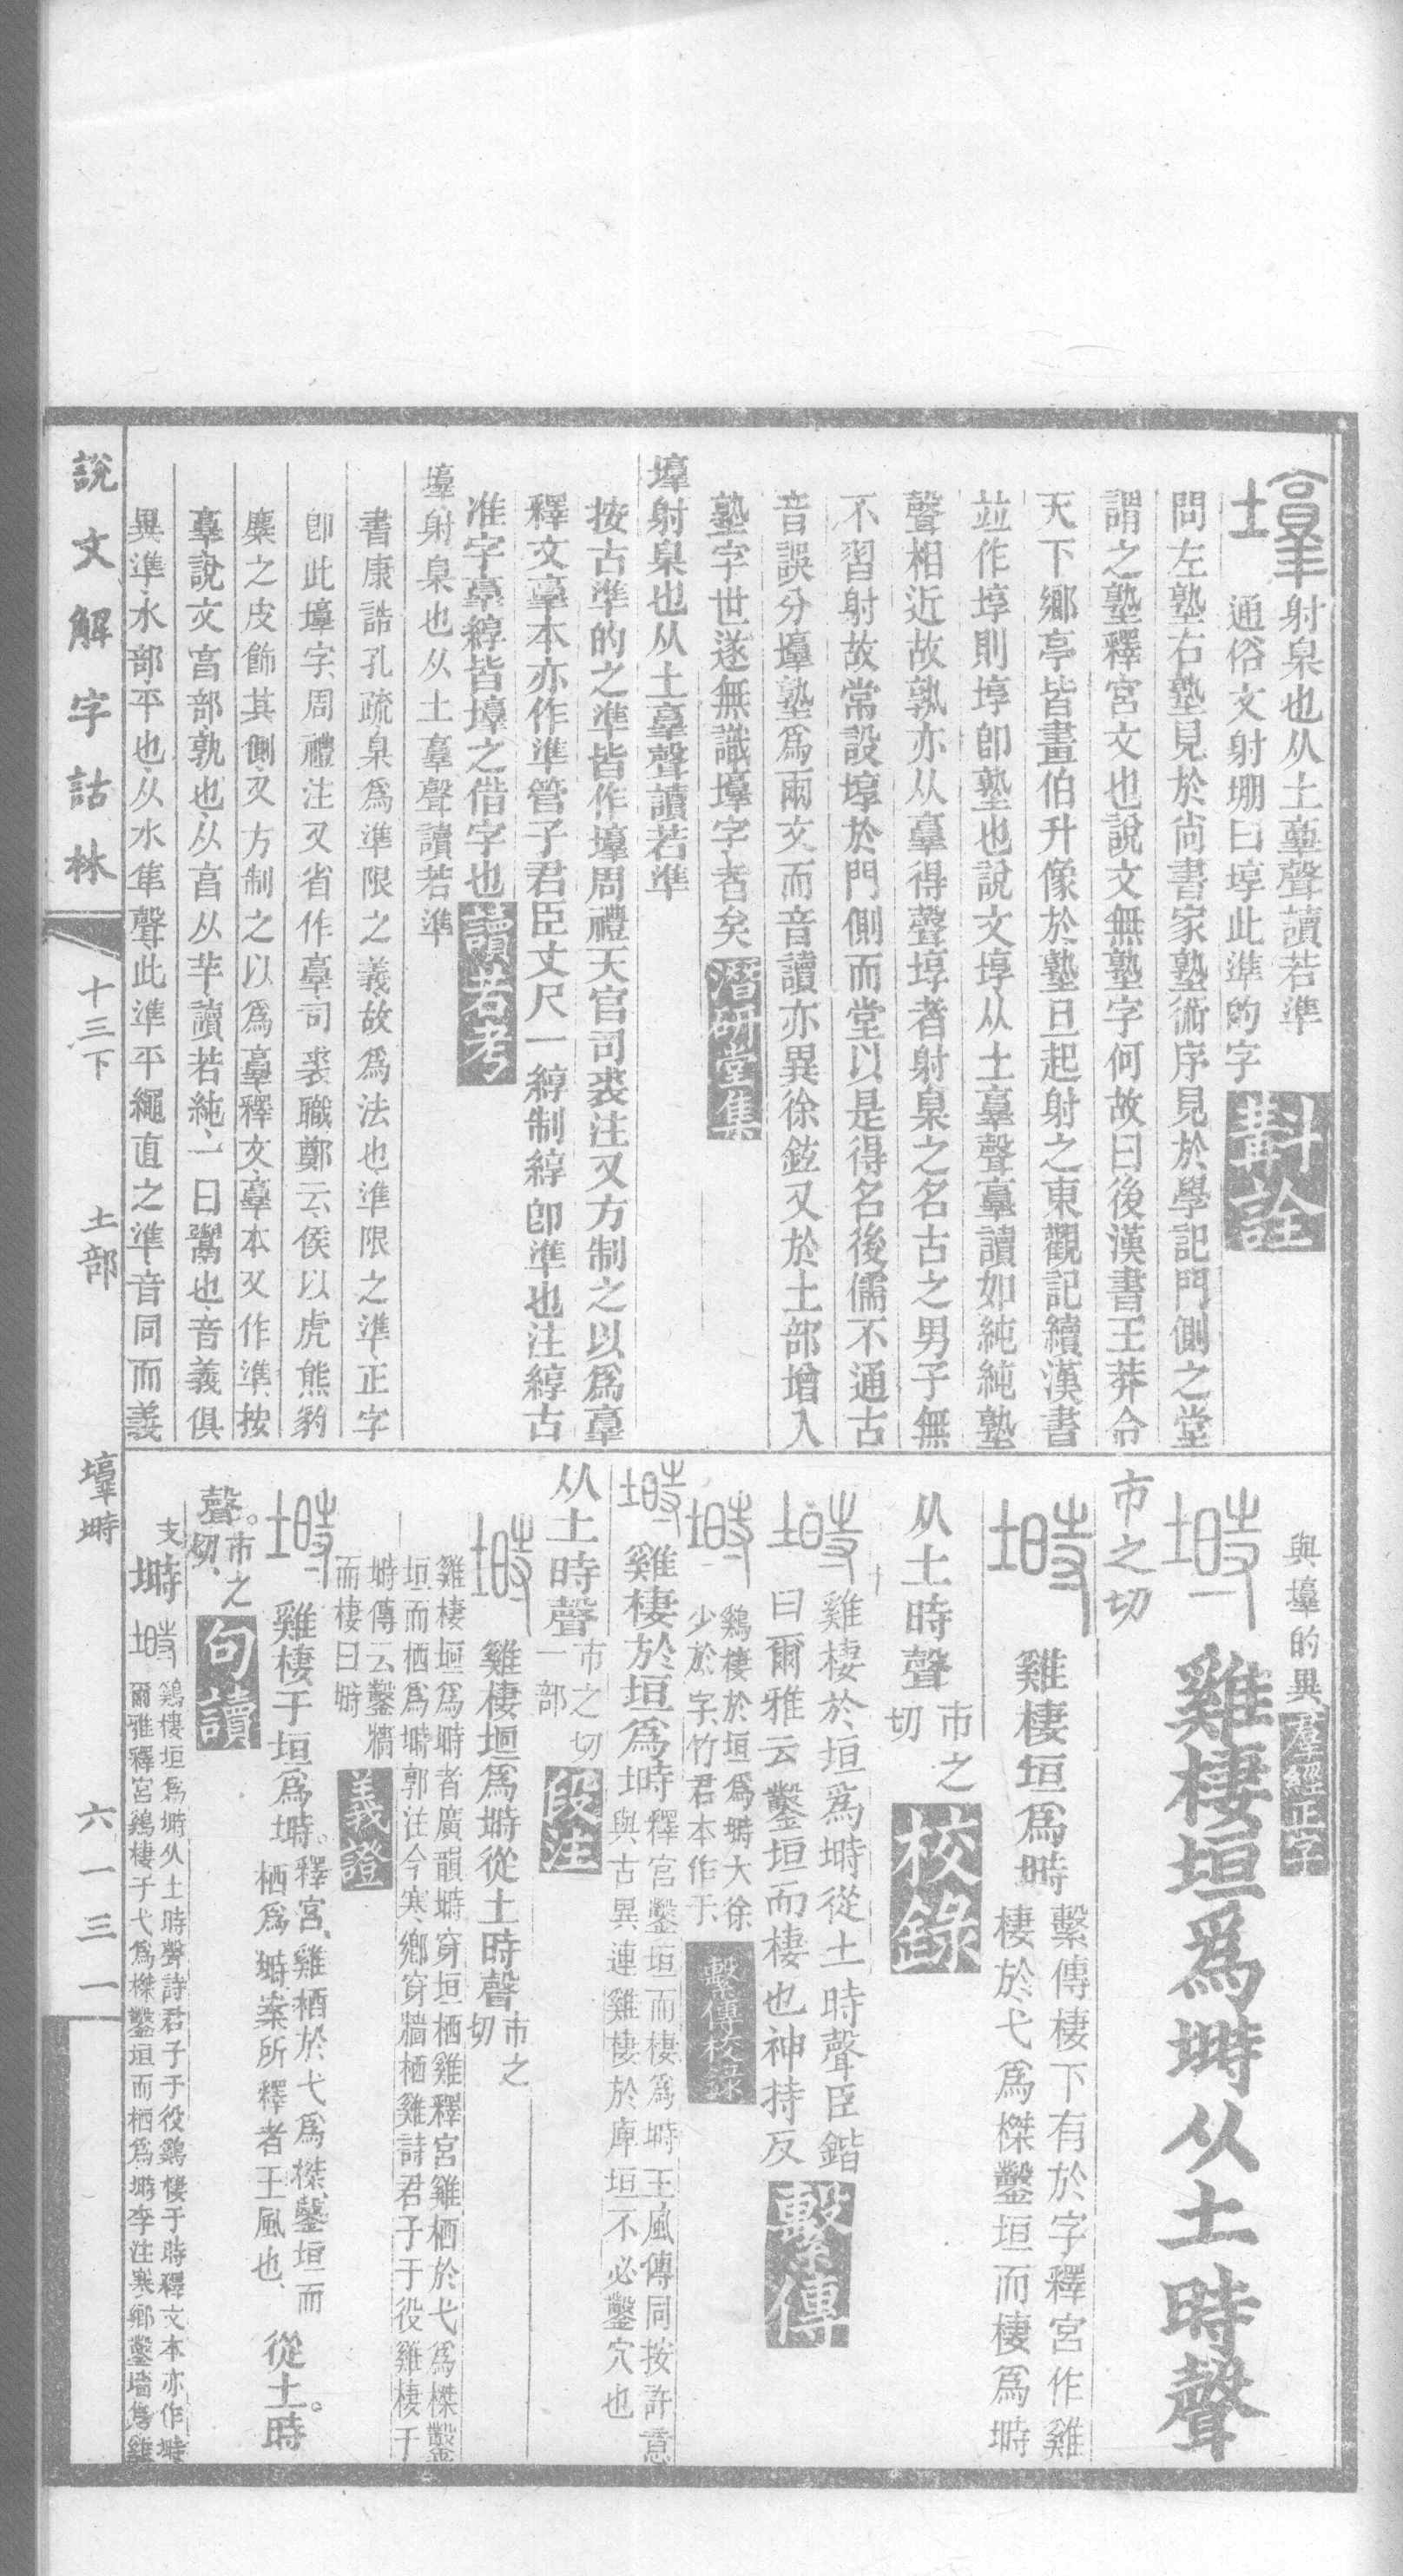 射臬也从土𦎫聲讀若準
通俗文射堋曰埻此準的字
斠詮
問左塾右塾見於尚書家塾術序見於學記門側之堂
謂之塾釋宮文也說文無塾字何故曰後漢書王莽令
天下鄉亭皆畫伯升像於塾旦起射之東觀記續漢書
竝作埻則埻卽塾也說文埻从土𦎫聲𦎫讀如純純塾
聲相近故孰亦从𦎫得聲埻者射臬之名古之男子無
不習射故常設埻於門側而堂以是得名後儒不通古
音誤分𡑞塾爲兩文而音讀亦異徐鉉又於土部增入
塾字世遂無識𡑞字者矣
潛研堂集
𡑞射臬也从土𦎫聲讀若準
按古準的之準皆作𡑞周禮天官司裘注又方制之以爲𦎫
釋文𦎫本亦作準管子君臣丈尺一綧制綧卽準也注綧古
准字𦎫綧皆𡑞之借字也
讀若考
𡑞射臬也从土𦎫聲讀若準
書康誥孔疏臬爲準限之義故爲法也準限之準正字
卽此𡑞字周禮注又省作𦎫司裘職鄭云侯以虎熊豹
麋之皮飾其側又方制之以爲𦎫釋文𦎫本又作準按
𦎫說文㐭部孰也从㐭从羊讀若純一曰鬻也音義俱
異準水部平也从水隼聲此準平繩直之準音同而義
與𡑞的異
羣經正字
雞棲垣爲塒从土時聲
市之切
雞棲垣爲塒
繫傳棲下有於字釋宮作雞
棲於弋爲榤鑿垣而棲爲塒
从土時聲
市之
切
校錄
雞棲於垣爲塒從土時聲臣鍇
曰爾雅云鑿垣而棲也神持反
繫傳
鷄棲於垣爲塒大徐
少於字竹君本作于
繫傳校錄
雞棲於垣爲塒
釋宮鑿垣而棲爲塒王風傳同按許意
與古異連雞棲於庳垣不必鑿穴也
从土時聲
市之切
一部
段注
雞棲垣爲塒從土時聲
市之
切
雞棲垣爲塒者廣韻塒穿垣栖雞釋宮雞栖於弋爲榤鑿
垣而栖爲塒郭注今寒鄉穿牆栖雞詩君子于役雞棲于
塒傳云鑿牆
而棲曰塒
義證
雞棲于垣爲塒。
釋宮、雞栖於弋爲榤、鑿垣而
栖爲塒、案所釋者王風也、
從土。時
聲。
市之
切、
句讀
支
塒
鷄棲垣爲塒从土時聲詩君子于役鷄棲于時釋文本亦作塒
爾雅釋宮鷄棲于弋爲榤鑿垣而栖爲塒李注寒鄉鑿墻爲雞
說文解字詁林
十三下
土部
𡑞塒
六一三一